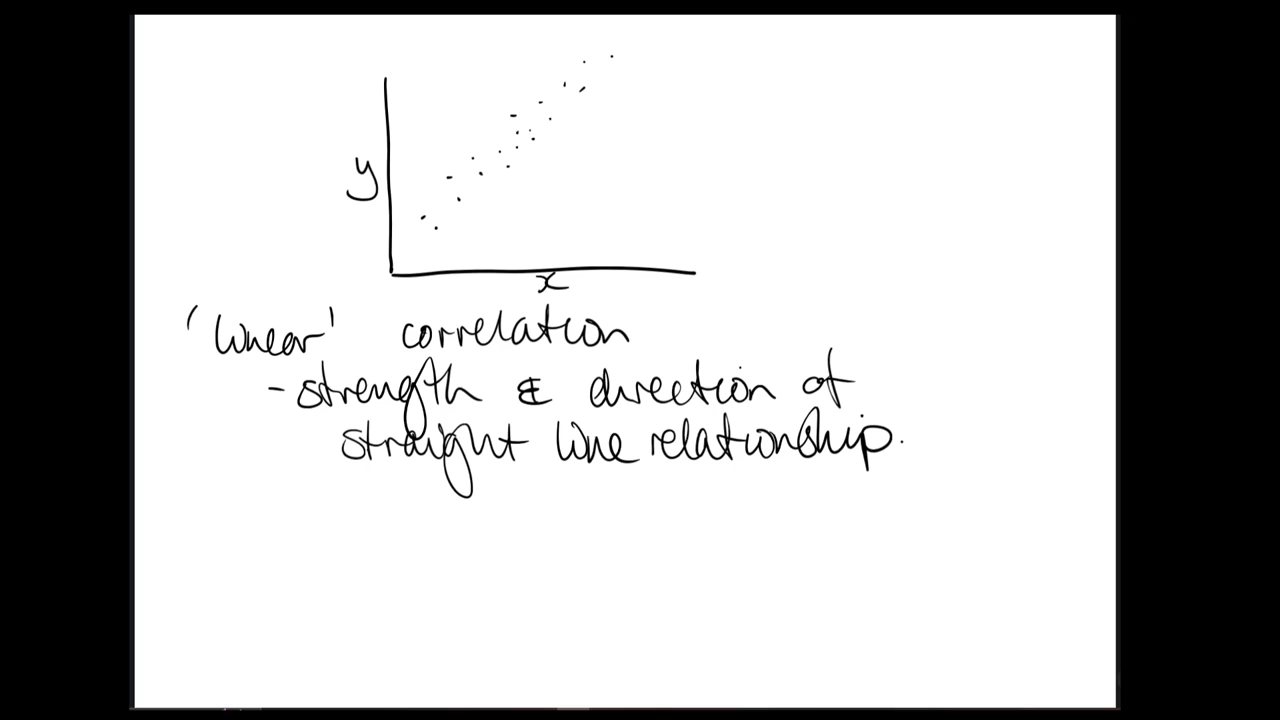 y
x
'linear' correlation
- strength & direction of
straight line relationship.